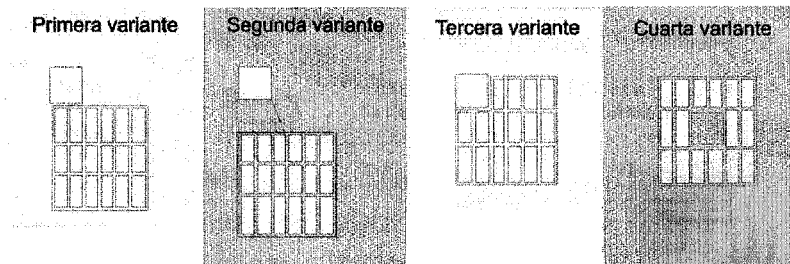 Primera variante
Segunda variante
Tercera variante
Cuarta variante